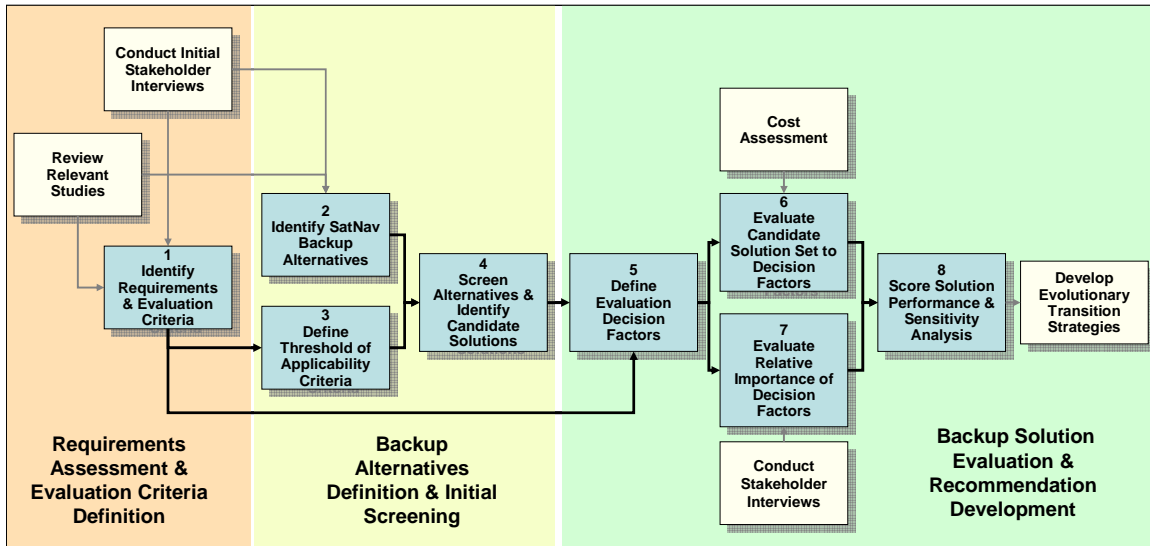 Conduct Initial
Stakeholder
Interviews
Review
Relevant
Studies
1
Identify
Requirements
& Evaluation
Criteria
2
Identify SatNav
Backup
Alternatives
3
Define
Threshold of
Applicability
Criteria
4
Screen
Alternatives &
Identify
Candidate
Solutions
5
Define
Evaluation
Decision
Factors
Cost
Assessment
6
Evaluate
Candidate
Solution Set to
Decision
Factors
7
Evaluate
Relative
Importance of
Decision
Factors
Conduct
Stakeholder
Interviews
8
Score Solution
Performance &
Sensitivity
Analysis
Develop
Evolutionary
Transition
Strategies
Requirements
Assessment &
Evaluation Criteria
Definition
Backup
Alternatives
Definition & Initial
Screening
Backup Solution
Evaluation &
Recommendation
Development